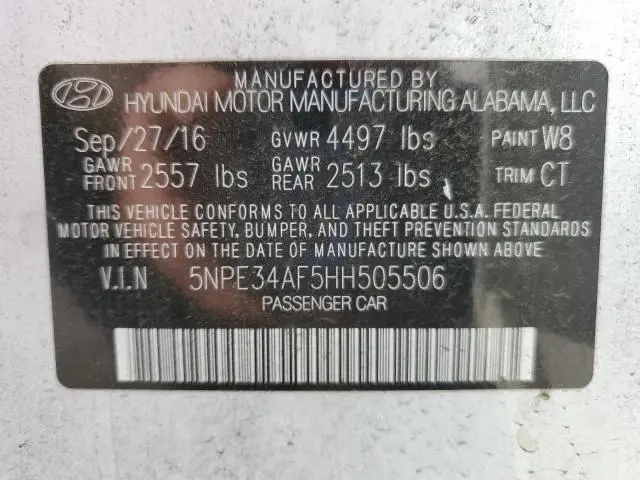 MANUFACTURED BY
HYUNDAI MOTOR MANUFACTURING ALABAMA, LLC
Sep/27/16 GVWR 4497 lbs PAINT W8
GAWR FRONT 2557 lbs GAWR REAR 2513 lbs TRIM CT
THIS VEHICLE CONFORMS TO ALL APPLICABLE U.S.A. FEDERAL
MOTOR VEHICLE SAFETY, BUMPER, AND THEFT PREVENTION STANDARDS
IN EFFECT ON THE DATE OF MANUFACTURE SHOWN ABOVE
V.I.N 5NPE34AF5HH505506
PASSENGER CAR